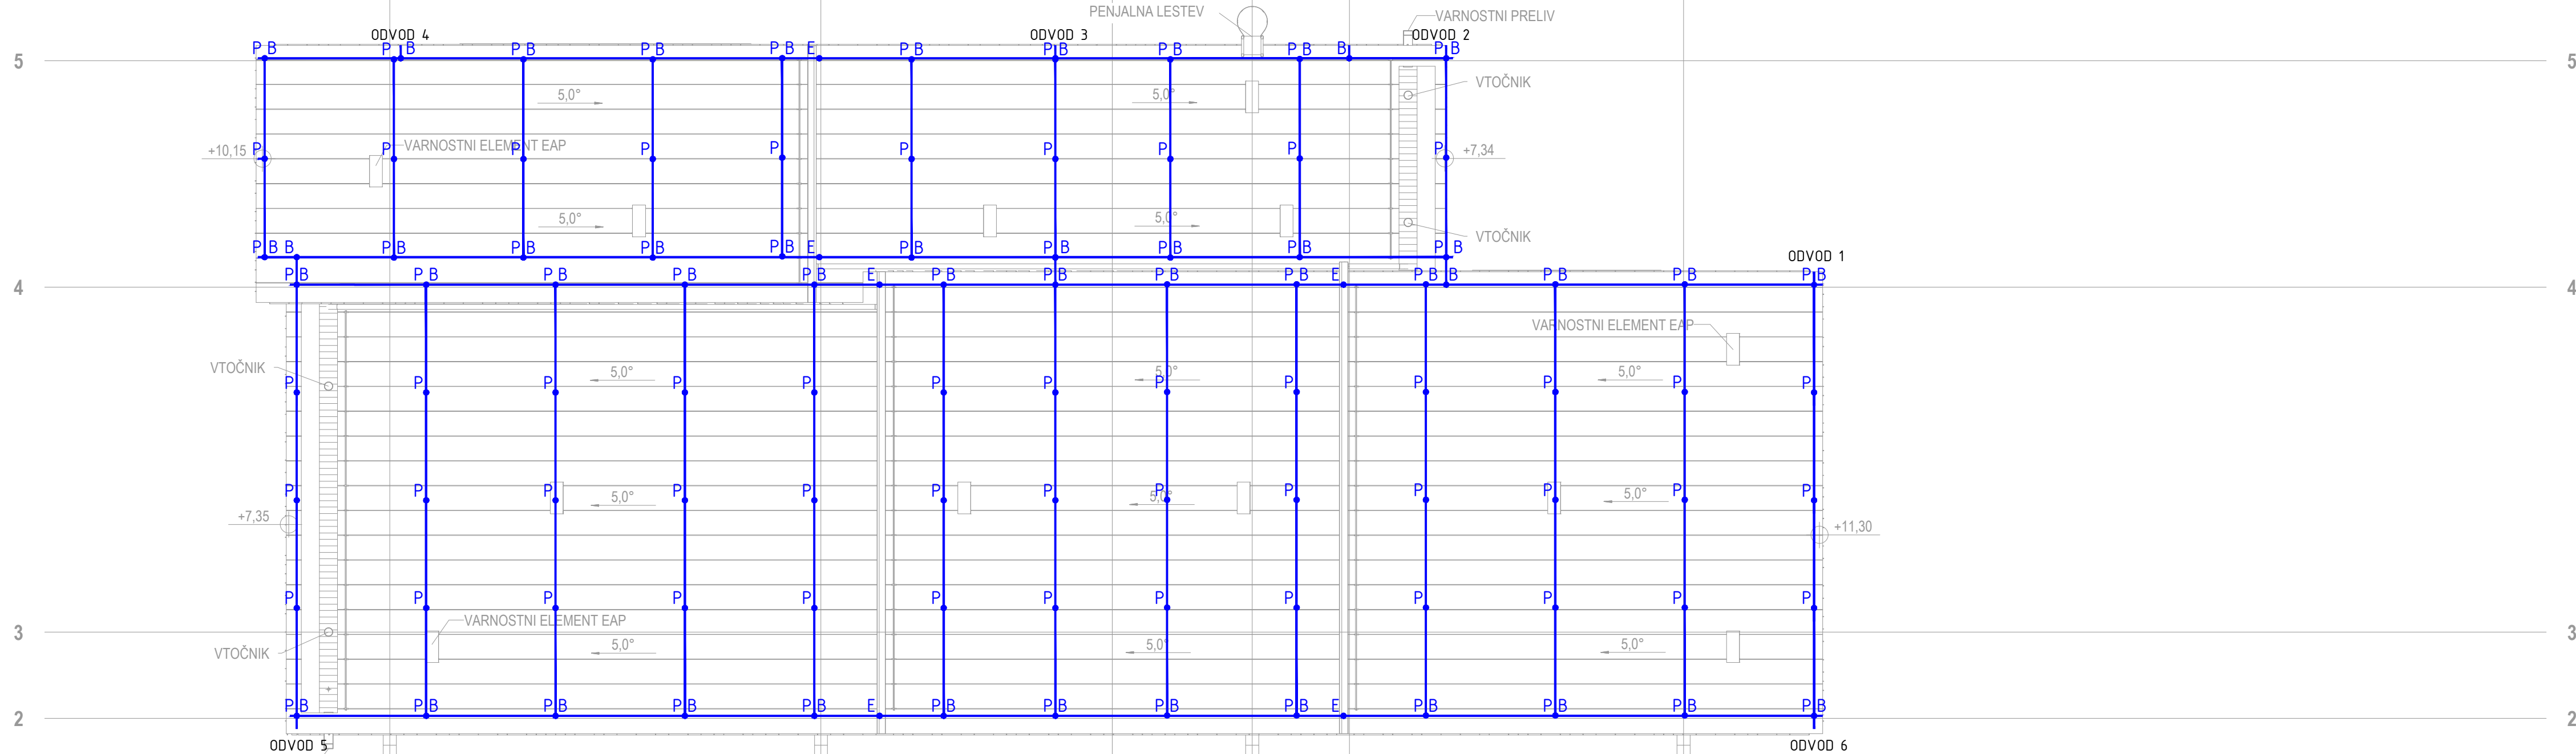 PENJALNA LESTEV VARNOSTNI PRELIV
ODVOD 4 ODVOD 3 ODVOD 2
P B P B P B P B P B E P B P B P B P B B P B
5 5
VTOČNIK
5,0° 5,0°
+10,15 P P VARNOSTNI ELEMENT EAP P P P P P P P P +7,34
5,0° 5,0°
VTOČNIK
P B B P B P B P B P B E P B P B P B P B P B
ODVOD 1
P B P B P B P B P B E P B P B P B P B E P B B P B P B P B
4 4
VARNOSTNI ELEMENT EAP
VTOČNIK 5,0° 5,0° 5,0°
P P P P P P P P P P P P P
P P P P P P P P P P P P P
5,0° 5,0° 5,0°
+7,35 +11,30
P P P P P P P P P P P P P
VARNOSTNI ELEMENT EAP
3 3
VTOČNIK 5,0° 5,0° 5,0°
P B P B P B P B P B E P B P B P B P B E P B P B P B P B
2 2
ODVOD 5 ODVOD 6